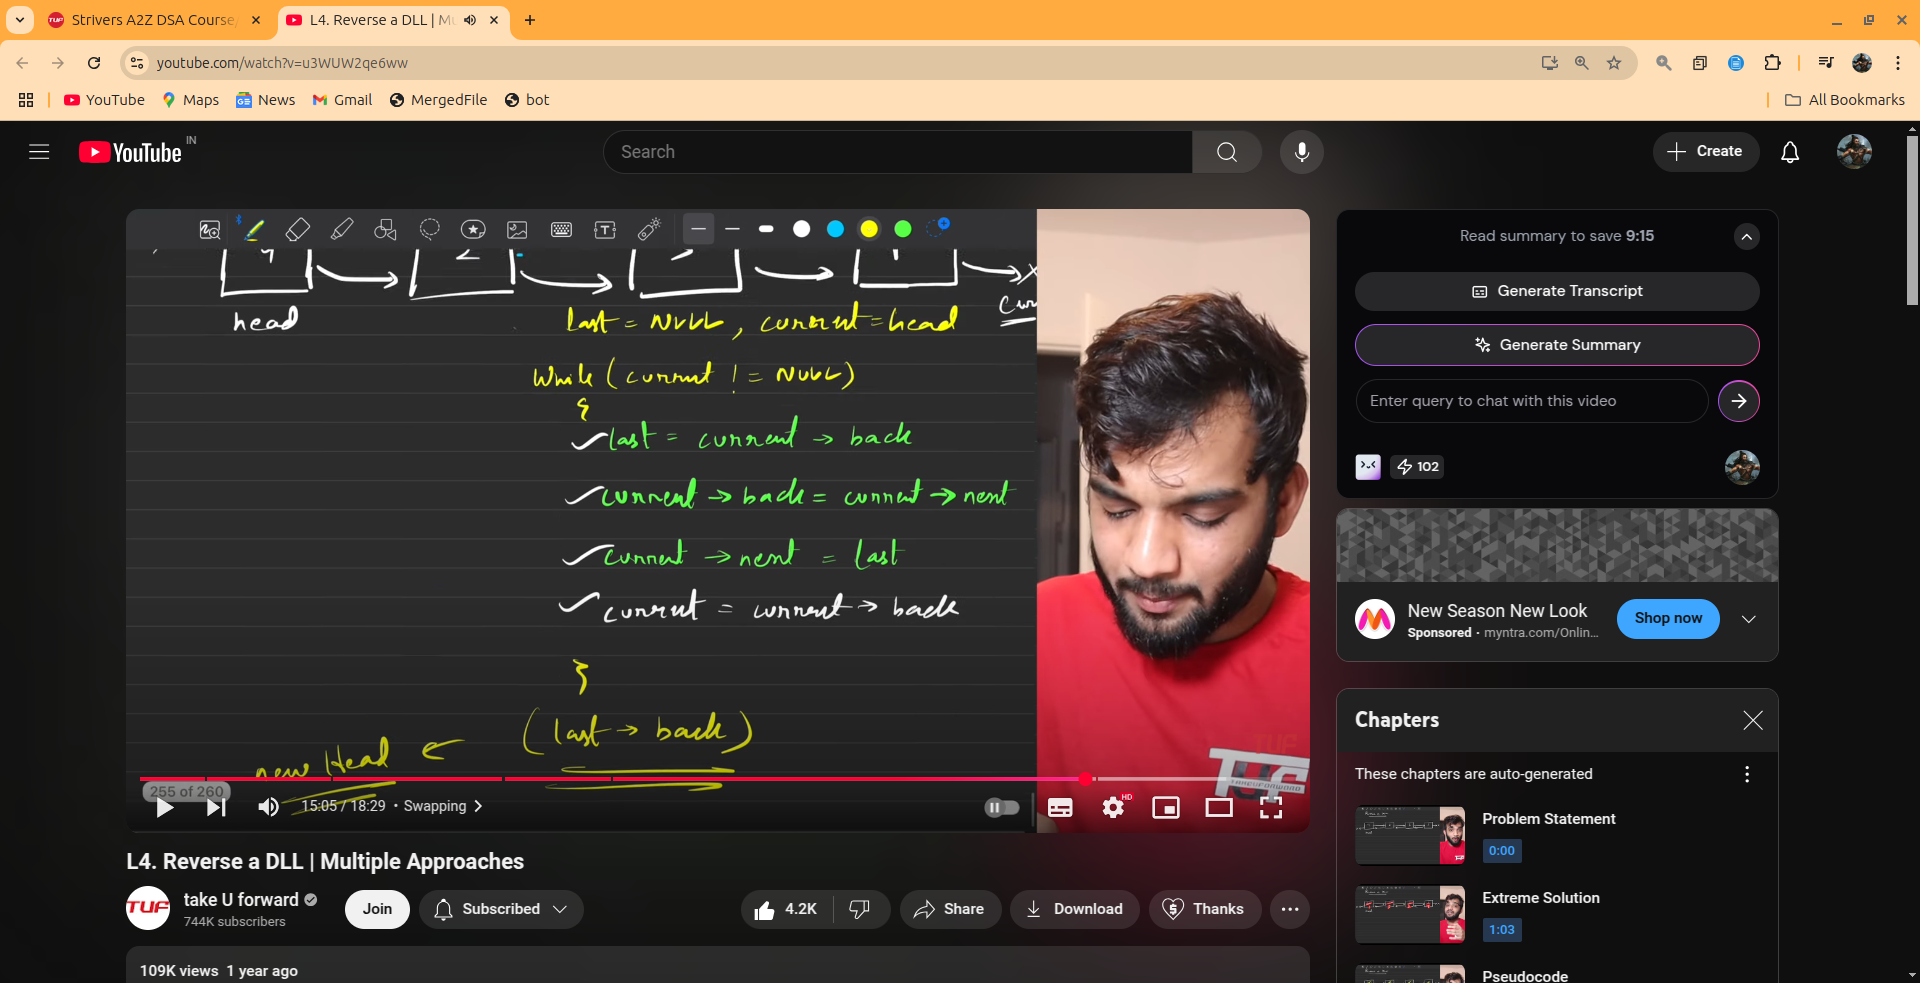 Strivers A2Z DSA Course
L4. Reverse a DLL | Mu
youtube.com/watch?v=u3WUW2qe6ww
YouTube
Maps
News
Gmail
MergedFile
bot
All Bookmarks
YouTube IN
Search
Create
head
last = NULL, current = head
While (current != NULL)
{
last = current → back
current → back = current → next
current → next = last
current = current → back
}
(last → back)
new Head ←
TUF
255 of 260
15:05 / 18:29 • Swapping
HD
L4. Reverse a DLL | Multiple Approaches
TUF
take U forward
744K subscribers
Join
Subscribed
4.2K
Share
Download
Thanks
109K views 1 year ago
Read summary to save 9:15
Generate Transcript
Generate Summary
Enter query to chat with this video
102
New Season New Look
Sponsored · myntra.com/Onlin...
Shop now
Chapters
These chapters are auto-generated
Problem Statement
0:00
Extreme Solution
1:03
Pseudocode